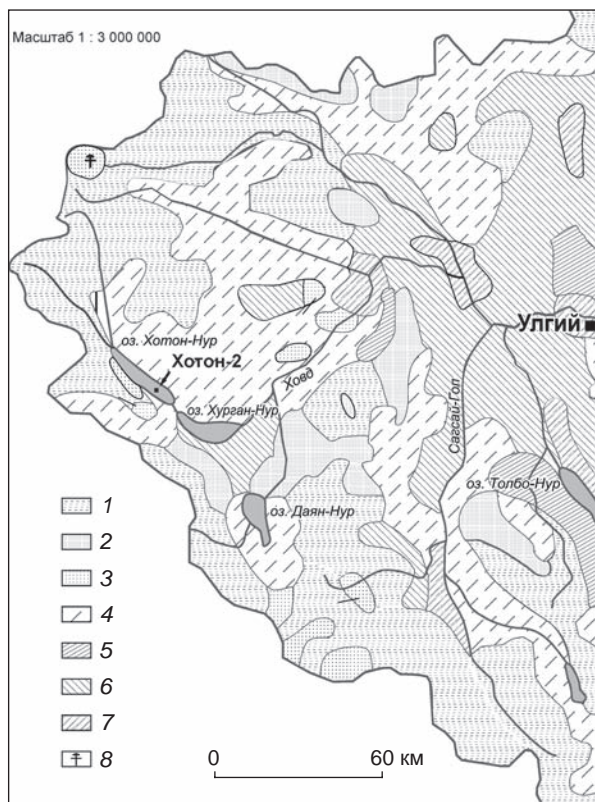 Масштаб 1 : 3 000 000
Улгий
оз. Хотон-Нур
Хотон-2
Ховд
оз. Хурган-Нур
Сагсай-Гол
оз. Толбо-Нур
оз. Даян-Нур
1
2
3
4
5
6
7
8
0 60 км